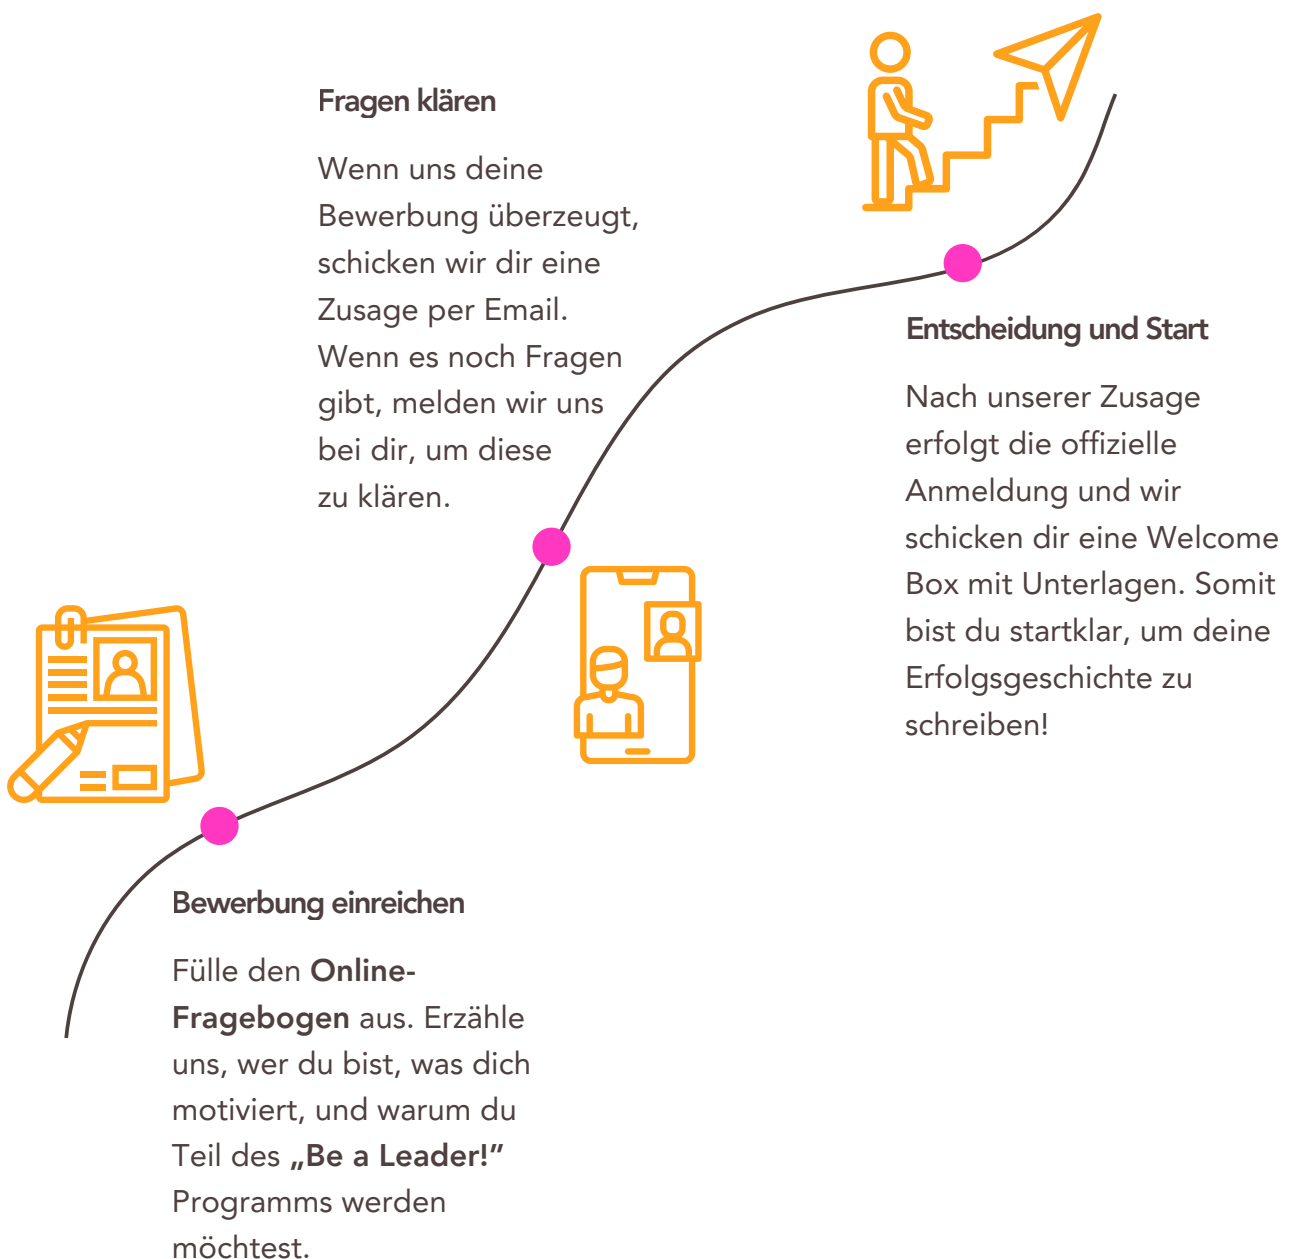 Fragen klären
Wenn uns deine
Bewerbung überzeugt,
schicken wir dir eine
Zusage per Email.
Wenn es noch Fragen
gibt, melden wir uns
bei dir, um diese
zu klären.
Entscheidung und Start
Nach unserer Zusage
erfolgt die offizielle
Anmeldung und wir
schicken dir eine Welcome
Box mit Unterlagen. Somit
bist du startklar, um deine
Erfolgsgeschichte zu
schreiben!
Bewerbung einreichen
Fülle den Online-
Fragebogen aus. Erzähle
uns, wer du bist, was dich
motiviert, und warum du
Teil des „Be a Leader!”
Programms werden
möchtest.